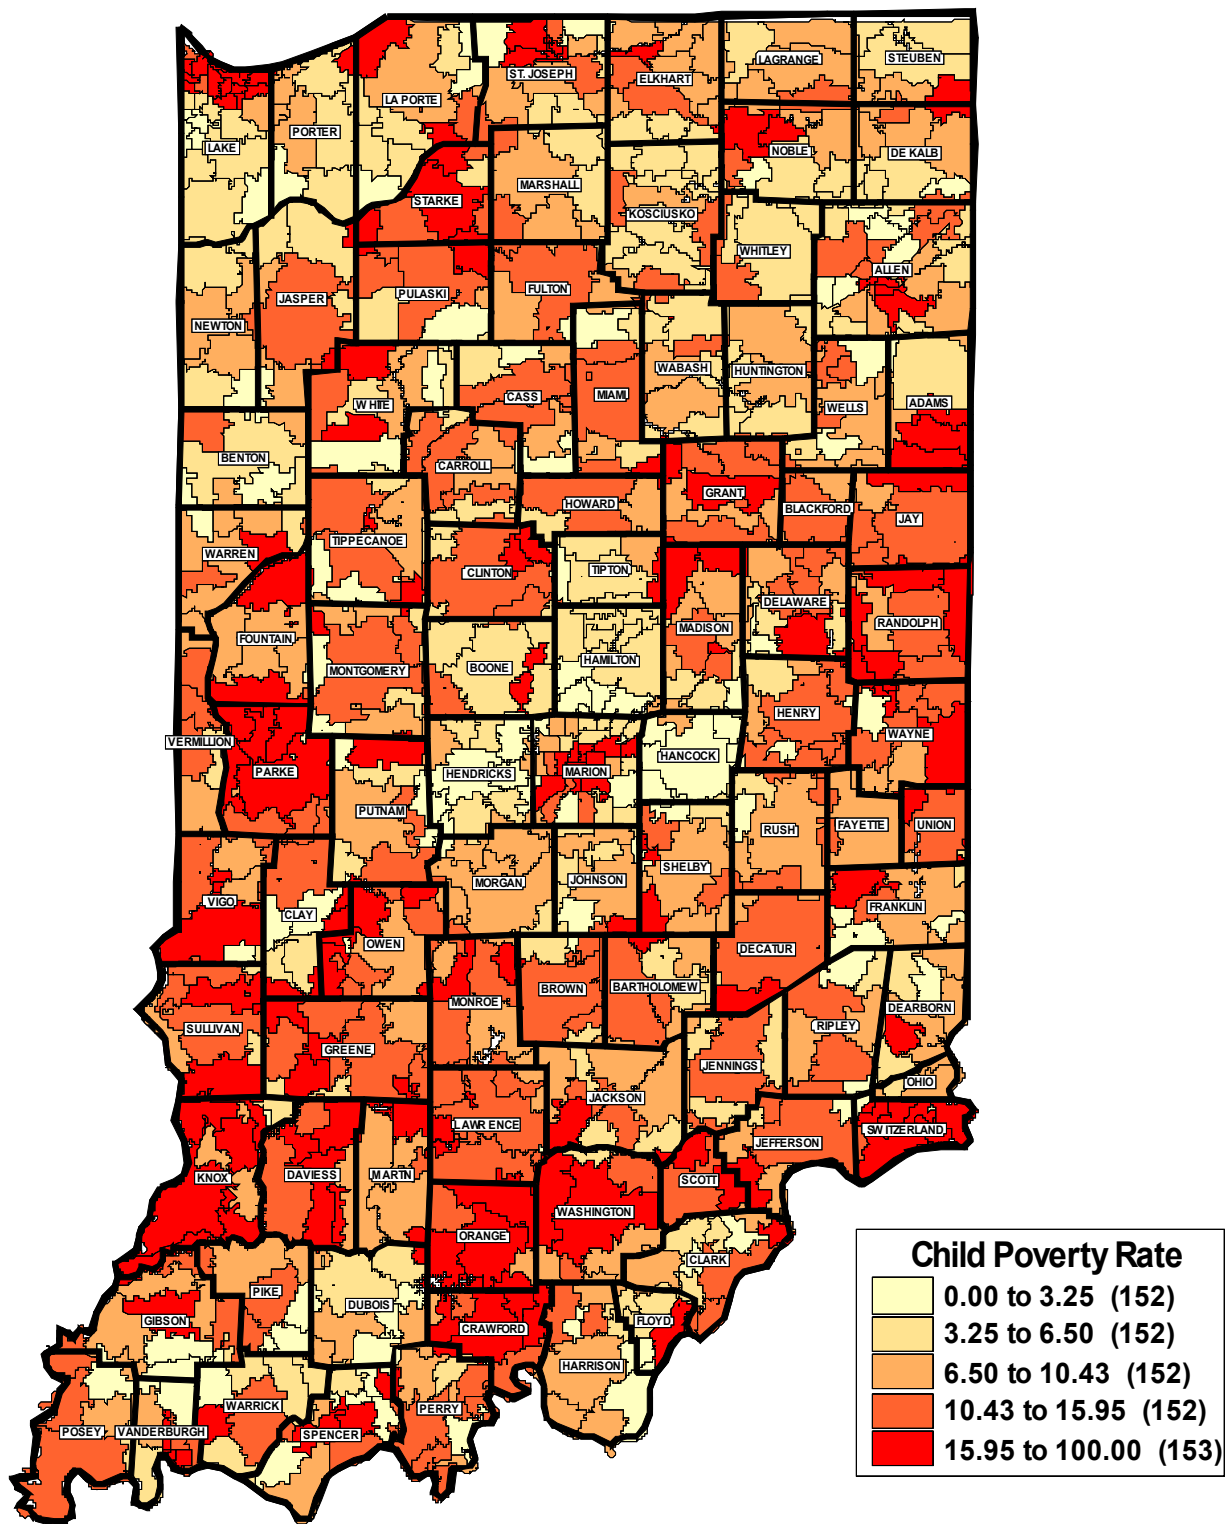 ST. JOSEPH
LAGRANGE
STEUBEN
ELKHART
LA PORTE
PORTER
LAKE
NOBLE
DE KALB
MARSHALL
STARKE
KOSCIUSKO
WHITLEY
ALLEN
PULASKI
FULTON
JASPER
NEWTON
WABASH
HUNTINGTON
CASS
MIAMI
WHITE
WELLS
ADAMS
BENTON
CARROLL
GRANT
HOWARD
BLACKFORD
JAY
TIPPECANOE
WARREN
CLINTON
TIPTON
DELAWARE
RANDOLPH
MADISON
FOUNTAIN
HAMILTON
BOONE
MONTGOMERY
HENRY
WAYNE
VERMILLION
HANCOCK
PARKE
HENDRICKS
MARION
PUTNAM
RUSH
FAYETTE
UNION
SHELBY
MORGAN
JOHNSON
VIGO
CLAY
FRANKLIN
OWEN
DECATUR
MONROE
BROWN
BARTHOLOMEW
DEARBORN
SULLIVAN
RIPLEY
GREENE
JENNINGS
OHIO
JACKSON
LAWRENCE
SWITZERLAND
JEFFERSON
KNOX
DAVIESS
MARTIN
SCOTT
WASHINGTON
ORANGE
CLARK
PIKE
DUBOIS
GIBSON
CRAWFORD
FLOYD
HARRISON
WARRICK
PERRY
POSEY
VANDERBURGH
SPENCER
Child Poverty Rate
0.00 to 3.25 (152)
3.25 to 6.50 (152)
6.50 to 10.43 (152)
10.43 to 15.95 (152)
15.95 to 100.00 (153)